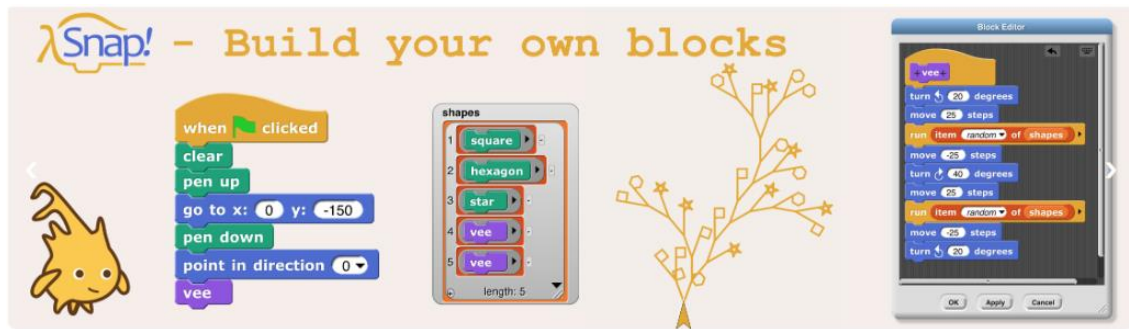 λSnap! - Build your own blocks
when clicked
clear
pen up
go to x: 0 y: -150
pen down
point in direction 0
vee
shapes
1 square
2 hexagon
3 star
4 vee
5 vee
length: 5
Block Editor
+vee+
turn 20 degrees
move 25 steps
run item random of shapes
move -25 steps
turn 40 degrees
move 25 steps
run item random of shapes
move -25 steps
turn 20 degrees
OK Apply Cancel